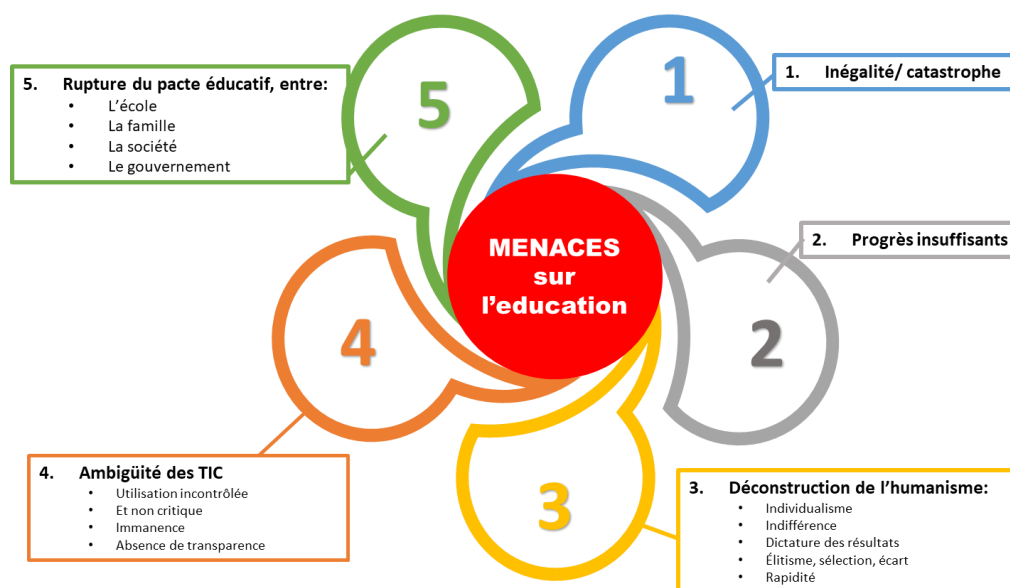 MENACES
sur
l'education
1
1. Inégalité/ catastrophe
2
2. Progrès insuffisants
3
3. Déconstruction de l'humanisme:
• Individualisme
• Indifférence
• Dictature des résultats
• Élitisme, sélection, écart
• Rapidité
4
4. Ambigüité des TIC
• Utilisation incontrôlée
• Et non critique
• Immanence
• Absence de transparence
5
5. Rupture du pacte éducatif, entre:
• L'école
• La famille
• La société
• Le gouvernement